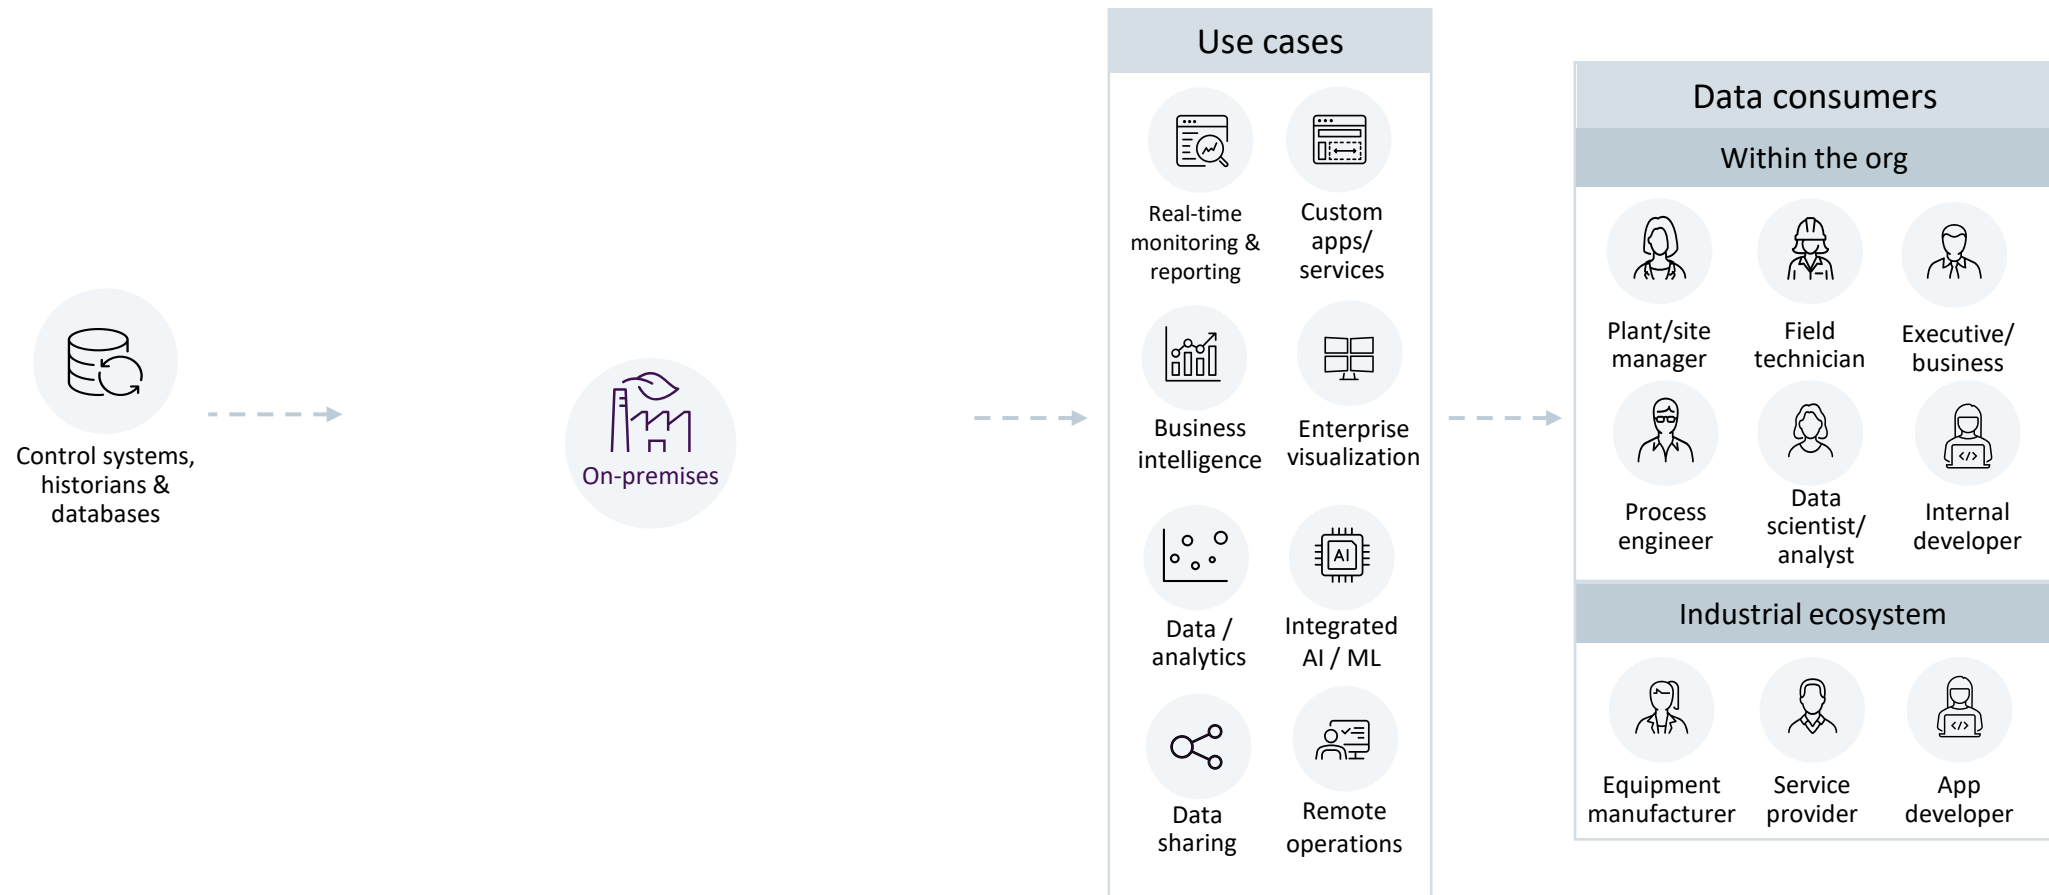 Control systems,
historians &
databases
On-premises
Use cases
Real-time
monitoring &
reporting
Custom
apps/
services
Business
intelligence
Enterprise
visualization
Data /
analytics
AI
Integrated
AI / ML
Data
sharing
Remote
operations
Data consumers
Within the org
Plant/site
manager
Field
technician
Executive/
business
Process
engineer
Data
scientist/
analyst
</>
Internal
developer
Industrial ecosystem
Equipment
manufacturer
Service
provider
</>
App
developer